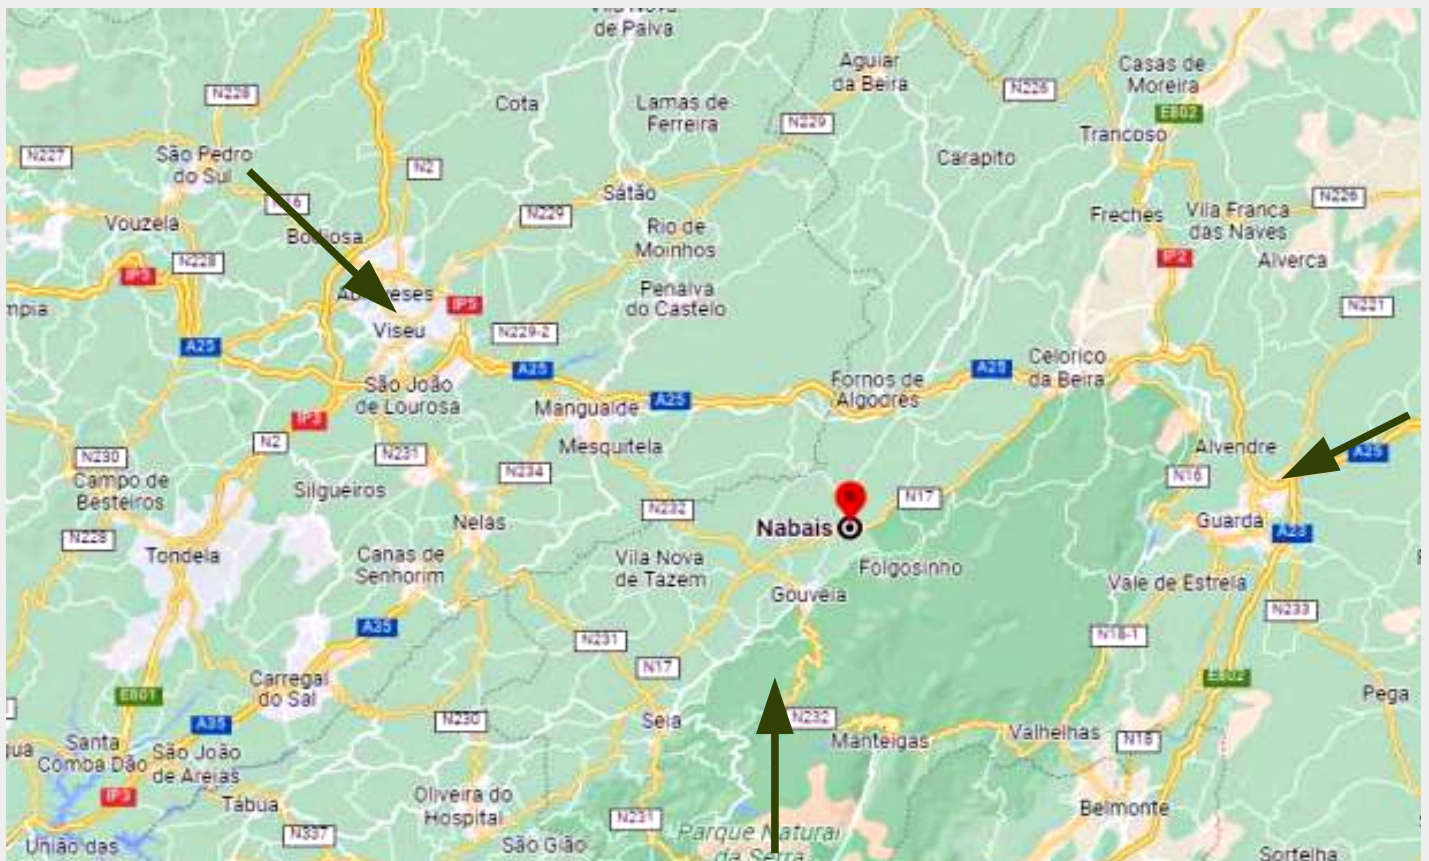 Vila Nova
de Paiva
Aguiar
da Beira
Casas de
Moreira
N228
Cota
Lamas de
Ferreira
N226
E802
N229
Trancoso
N227
São Pedro
do Sul
N2
Carapito
Sátão
N226
Vouzela
N229
Rio de
Moinhos
Freches
Vila Franca
das Naves
Bodiosa
N228
IP2
Alverca
Penalva
do Castelo
IP5
N221
mpia
Viseu
N229-2
A25
Celorico
da Beira
A25
A25
São João
de Lourosa
Fornos de
Algodres
A25
Mangualde
IP3
N2
Mesquitela
Alvendre
A25
N230
N231
N234
N16
Campo de
Besteiros
Silgueiros
N17
N232
Nelas
Nabais
Guarda
A23
N228
Tondela
Canas de
Senhorim
Vila Nova
de Tazem
Folgosinho
Gouveia
Vale de Estrela
N233
A35
N231
N18-1
N17
E802
Carregal
do Sal
E801
Pega
A35
N230
Seia
N232
Manteigas
Valhelhas
N18
Santa
Comba Dão
São João
de Areias
IP3
Tábua
Oliveira do
Hospital
Belmonte
N231
N337
Parque Natural
da Serra
União das
São Gião
Sortelha